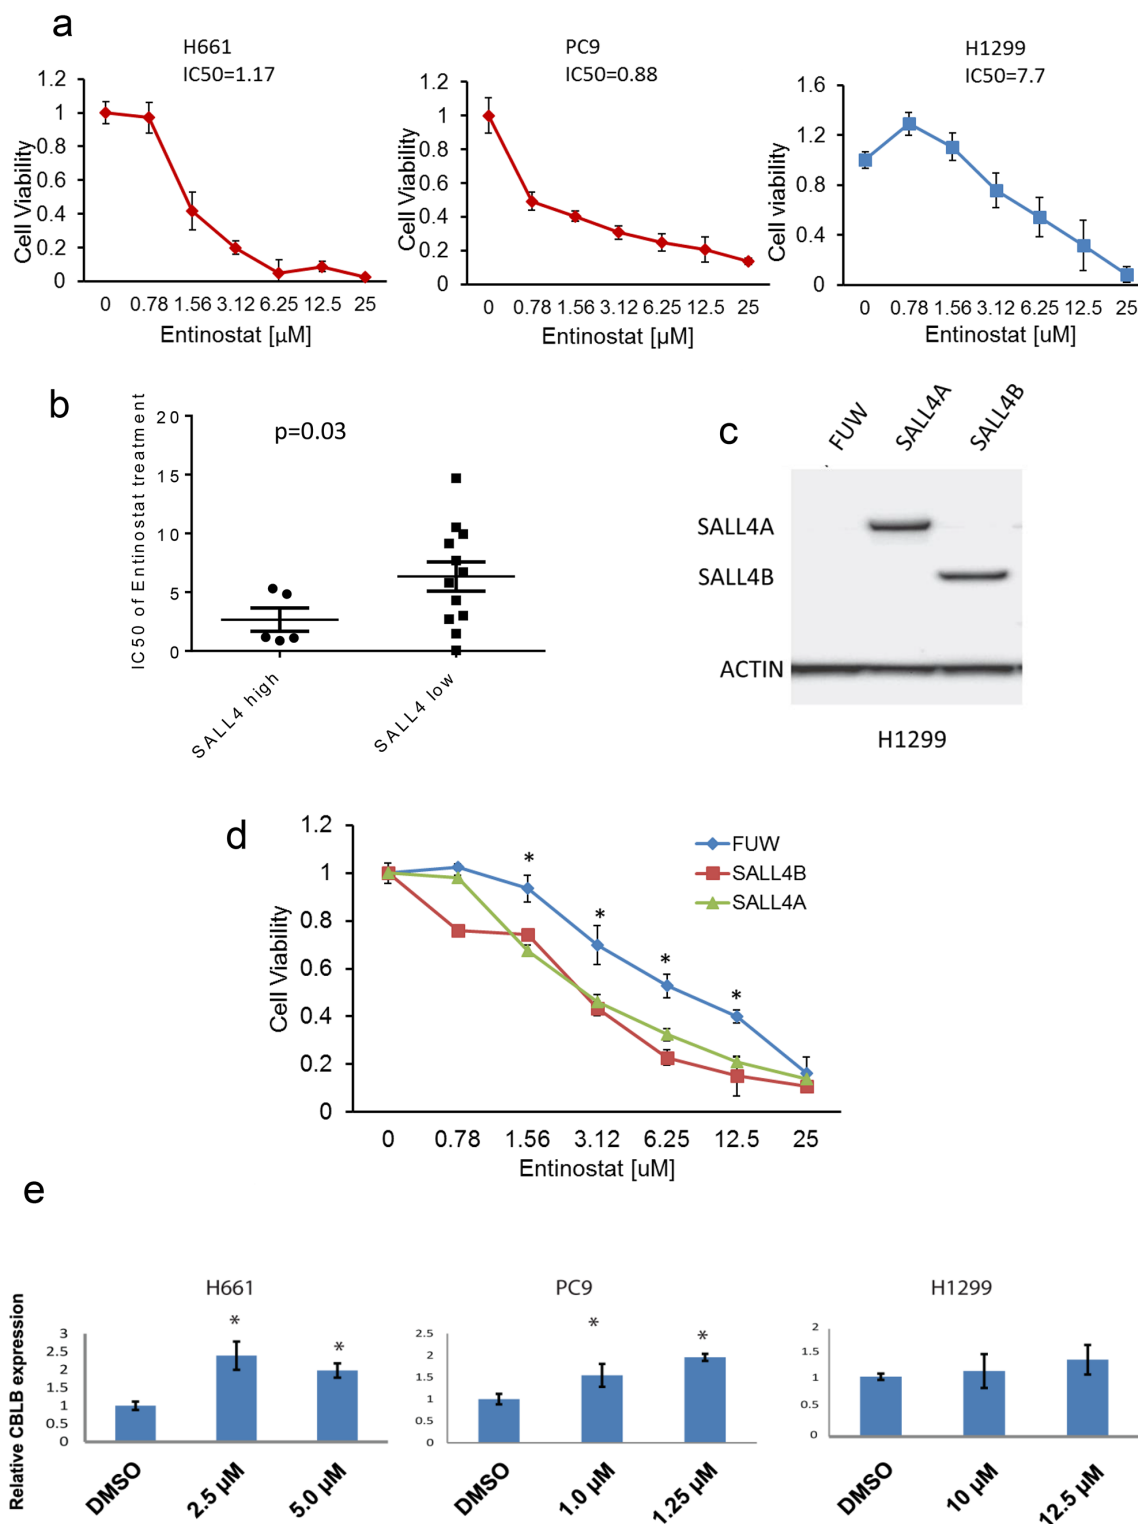 a
H661
IC50=1.17
Cell Viability
1.2
1
0.8
0.6
0.4
0.2
0
0 0.78 1.56 3.12 6.25 12.5 25
Entinostat [µM]
PC9
IC50=0.88
Cell Viability
1.2
1
0.8
0.6
0.4
0.2
0
0 0.78 1.56 3.12 6.25 12.5 25
Entinostat [µM]
H1299
IC50=7.7
Cell viability
1.6
1.2
0.8
0.4
0
0 0.78 1.56 3.12 6.25 12.5 25
Entinostat [uM]
b
IC50 of Entinostat treatment
20
15
10
5
0
p=0.03
SALL4 high
SALL4 low
c
FUW
SALL4A
SALL4B
SALL4A
SALL4B
ACTIN
H1299
d
Cell Viability
1.2
1
0.8
0.6
0.4
0.2
0
* * * *
FUW
SALL4B
SALL4A
0 0.78 1.56 3.12 6.25 12.5 25
Entinostat [uM]
e
Relative CBLB expression
H661
3
2.5
2
1.5
1
0.5
0
* *
DMSO
2.5 µM
5.0 µM
PC9
2.5
2
1.5
1
0.5
0
* *
DMSO
1.0 µM
1.25 µM
H1299
2
1.5
1
0.5
0
DMSO
10 µM
12.5 µM